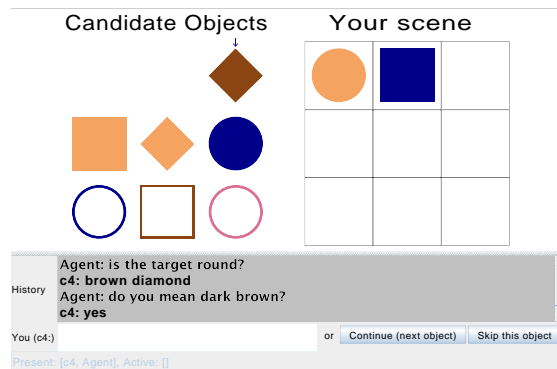 Candidate Objects
Your scene
Agent: is the target round?
c4: brown diamond
Agent: do you mean dark brown?
c4: yes
History
You (c4:)
or
Continue (next object)
Skip this object
Present: [c4, Agent], Active: []